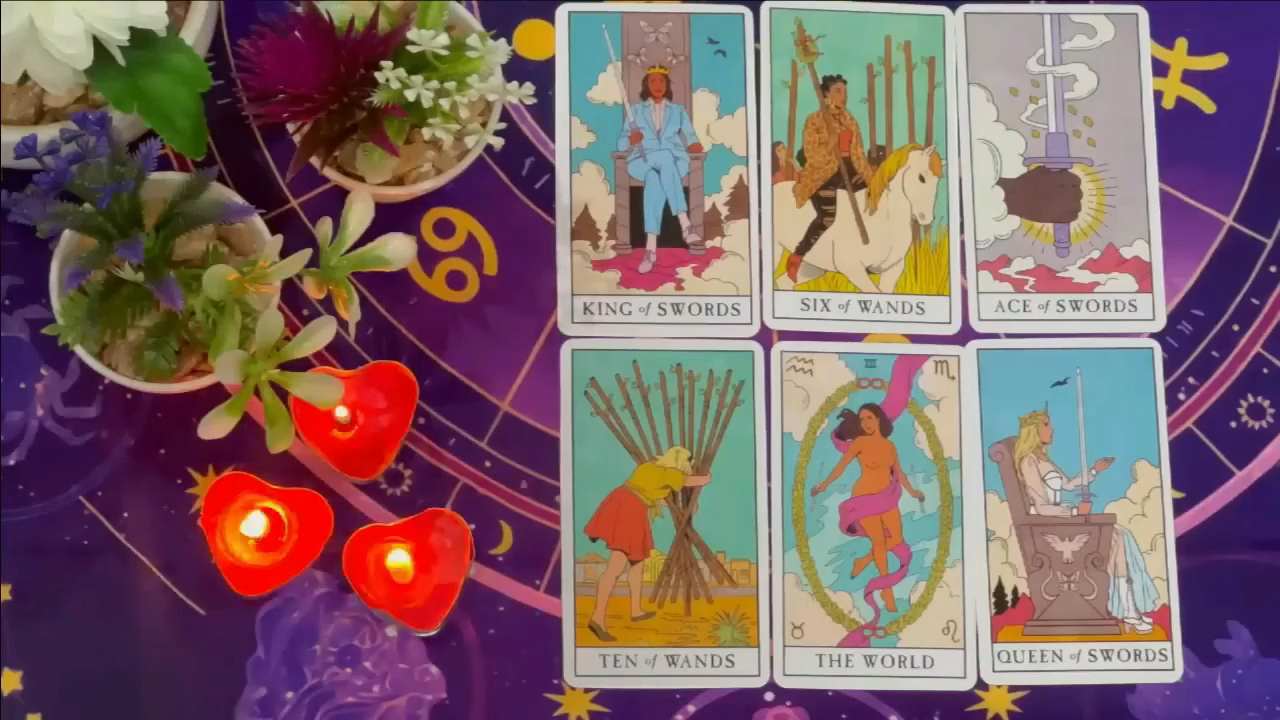 KING of SWORDS
SIX of WANDS
ACE of SWORDS
TEN of WANDS
THE WORLD
QUEEN of SWORDS